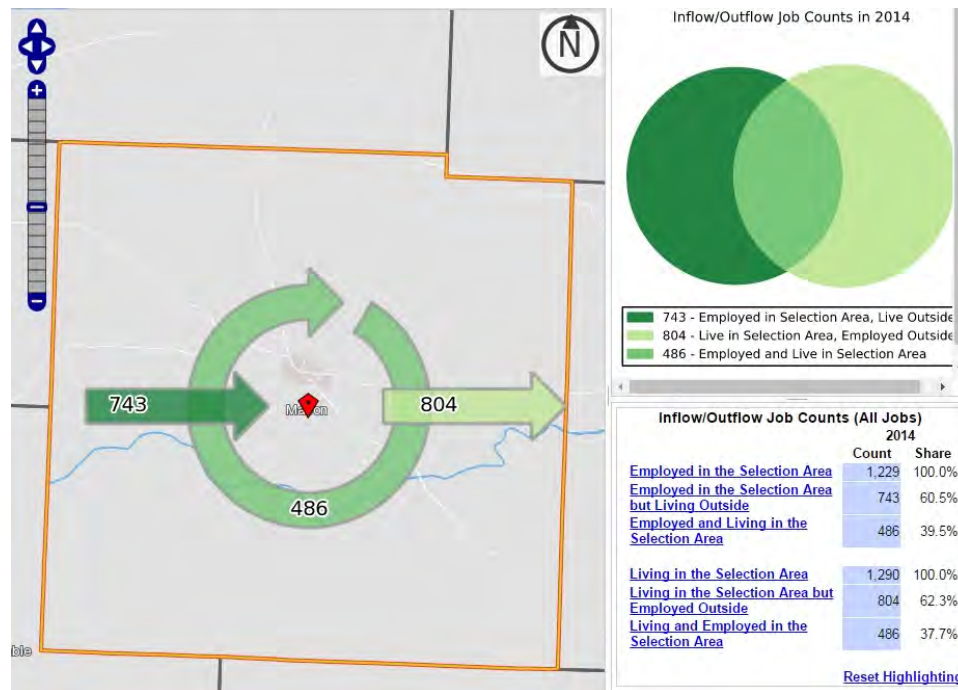 N
+
743
804
486
Inflow/Outflow Job Counts in 2014
743 - Employed in Selection Area, Live Outside
804 - Live in Selection Area, Employed Outside
486 - Employed and Live in Selection Area
Inflow/Outflow Job Counts (All Jobs)
2014
Count Share
Employed in the Selection Area 1,229 100.0%
Employed in the Selection Area
but Living Outside 743 60.5%
Employed and Living in the
Selection Area 486 39.5%
Living in the Selection Area 1,290 100.0%
Living in the Selection Area but
Employed Outside 804 62.3%
Living and Employed in the
Selection Area 486 37.7%
Reset Highlighting